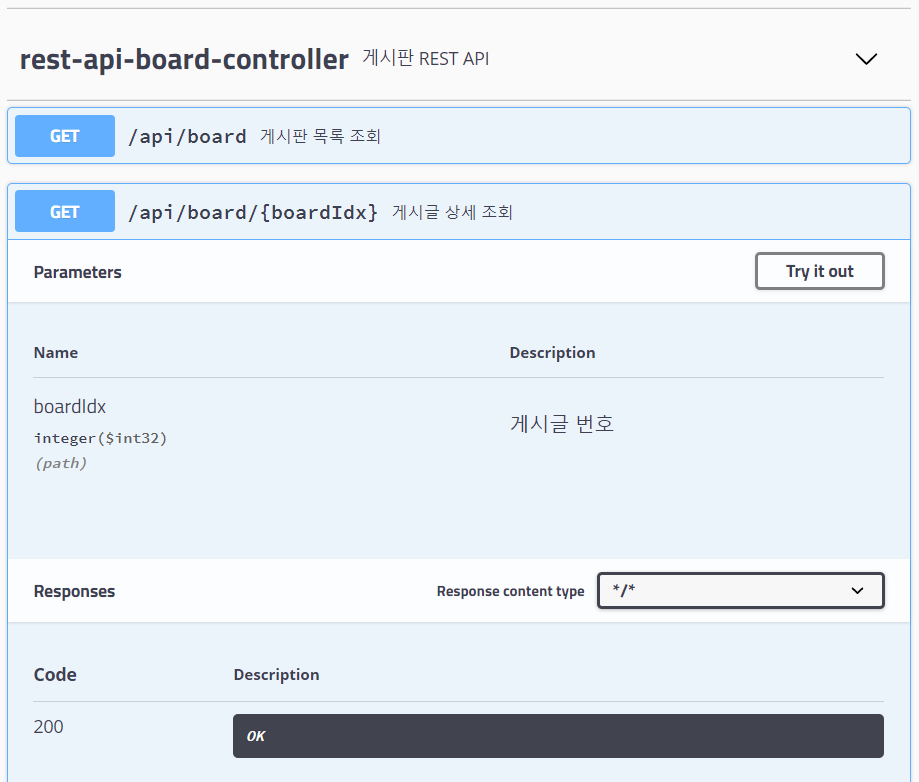 rest-api-board-controller 게시판 REST API
GET /api/board 게시판 목록 조회
GET /api/board/{boardIdx} 게시글 상세 조회
Parameters Try it out
Name Description
boardIdx
integer($int32)
(path)
게시글 번호
Responses Response content type */*
Code Description
200 OK